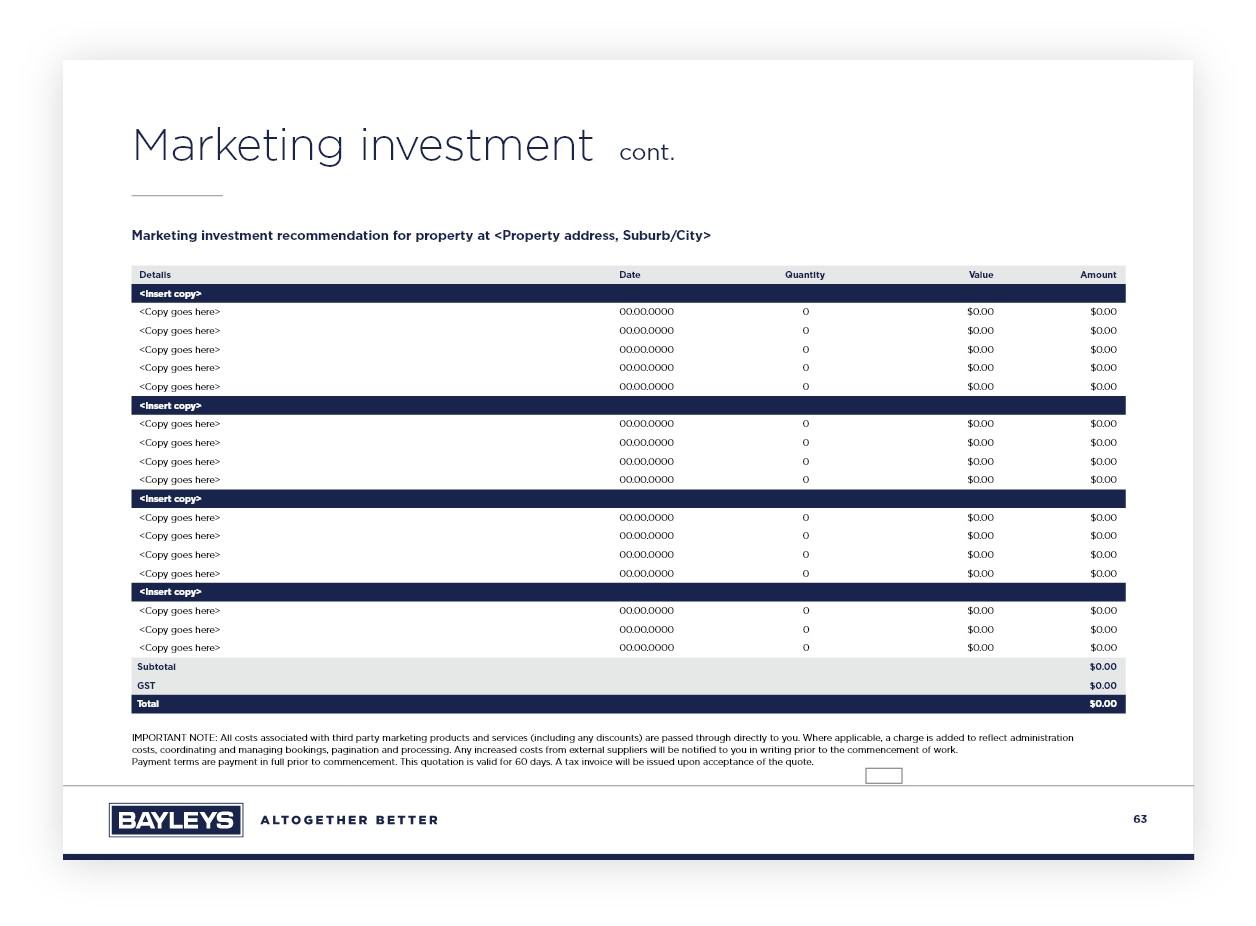 Marketing investment cont.
Marketing investment recommendation for property at <Property address, Suburb/City>
Details Date Quantity Value Amount
<Insert copy>
<Copy goes here> 00.00.0000 0 $0.00 $0.00
<Copy goes here> 00.00.0000 0 $0.00 $0.00
<Copy goes here> 00.00.0000 0 $0.00 $0.00
<Copy goes here> 00.00.0000 0 $0.00 $0.00
<Copy goes here> 00.00.0000 0 $0.00 $0.00
<Insert copy>
<Copy goes here> 00.00.0000 0 $0.00 $0.00
<Copy goes here> 00.00.0000 0 $0.00 $0.00
<Copy goes here> 00.00.0000 0 $0.00 $0.00
<Copy goes here> 00.00.0000 0 $0.00 $0.00
<Insert copy>
<Copy goes here> 00.00.0000 0 $0.00 $0.00
<Copy goes here> 00.00.0000 0 $0.00 $0.00
<Copy goes here> 00.00.0000 0 $0.00 $0.00
<Copy goes here> 00.00.0000 0 $0.00 $0.00
<Insert copy>
<Copy goes here> 00.00.0000 0 $0.00 $0.00
<Copy goes here> 00.00.0000 0 $0.00 $0.00
<Copy goes here> 00.00.0000 0 $0.00 $0.00
Subtotal $0.00
GST $0.00
Total $0.00
IMPORTANT NOTE: All costs associated with third party marketing products and services (including any discounts) are passed through directly to you. Where applicable, a charge is added to reflect administration
costs, coordinating and managing bookings, pagination and processing. Any increased costs from external suppliers will be notified to you in writing prior to the commencement of work.
Payment terms are payment in full prior to commencement. This quotation is valid for 60 days. A tax invoice will be issued upon acceptance of the quote.
BAYLEYS ALTOGETHER BETTER 63